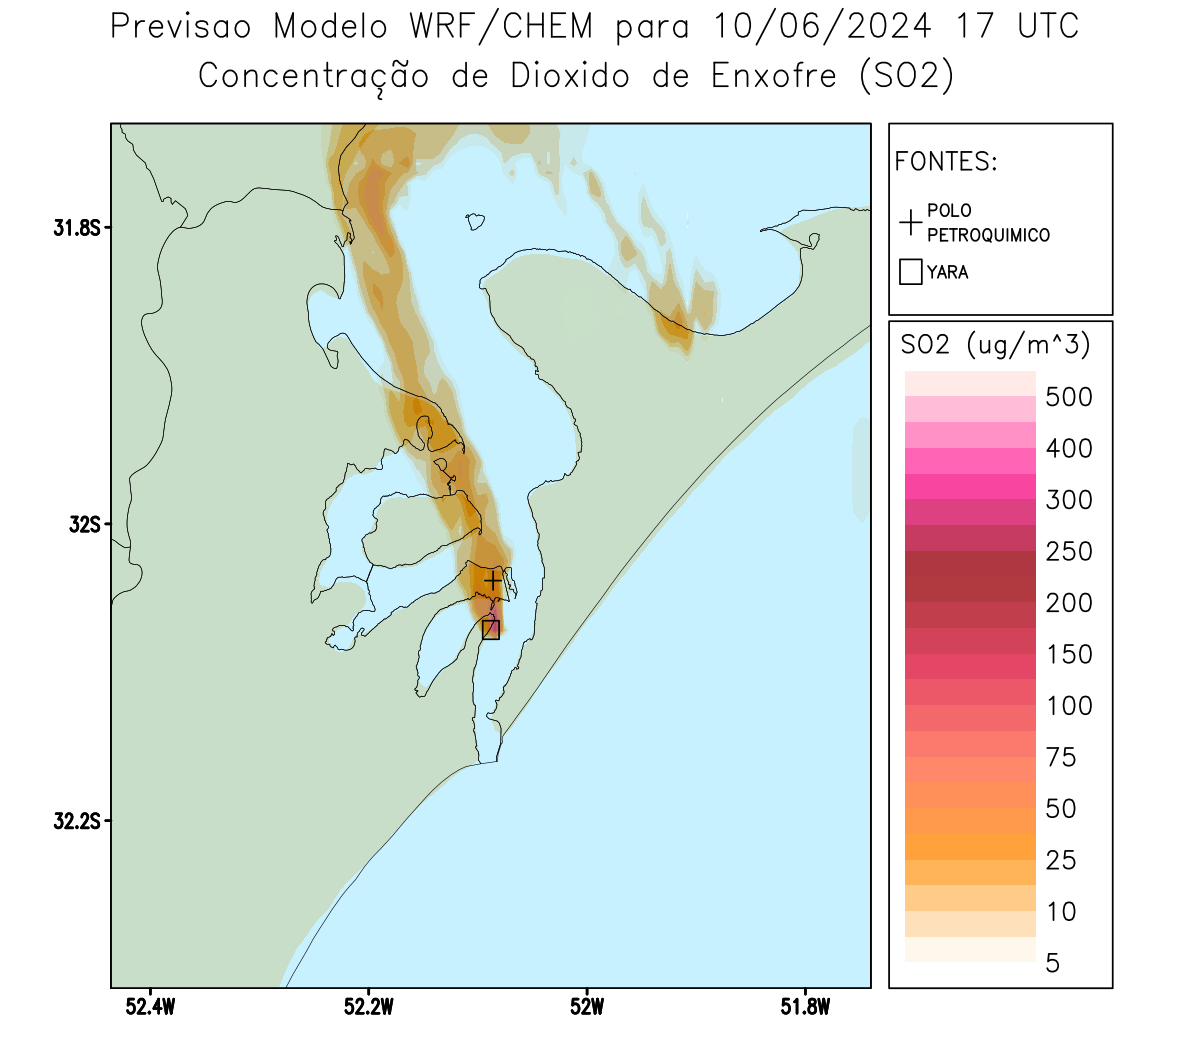 Previsao Modelo WRF/CHEM para 10/06/2024 17 UTC
Concentração de Dioxido de Enxofre (SO2)
FONTES:
POLO
PETROQUIMICO
YARA
SO2 (ug/m^3)
500
400
300
250
200
150
100
75
50
25
10
5
31.8S
32S
32.2S
52.4W
52.2W
52W
51.8W